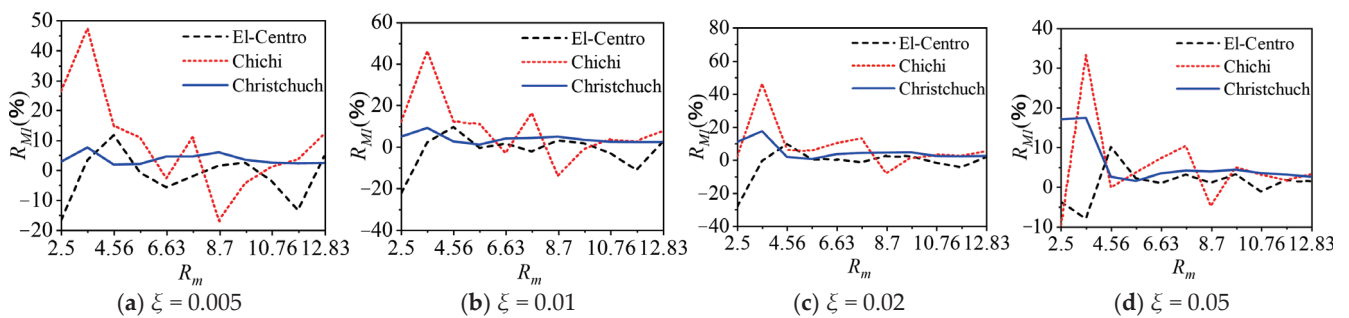 50
40
30
20
10
0
−10
−20
R_MI(%)
El-Centro
Chichi
Christchuch
2.5 4.56 6.63 8.7 10.76 12.83
R_m
(a) ξ = 0.005
60
40
20
0
−20
−40
R_MI(%)
El-Centro
Chichi
Christchuch
2.5 4.56 6.63 8.7 10.76 12.83
R_m
(b) ξ = 0.01
80
60
40
20
0
−20
−40
R_MI(%)
El-Centro
Chichi
Christchuch
2.5 4.56 6.63 8.7 10.76 12.83
R_m
(c) ξ = 0.02
40
30
20
10
0
−10
R_MI(%)
El-Centro
Chichi
Christchuch
2.5 4.56 6.63 8.7 10.76 12.83
R_m
(d) ξ = 0.05